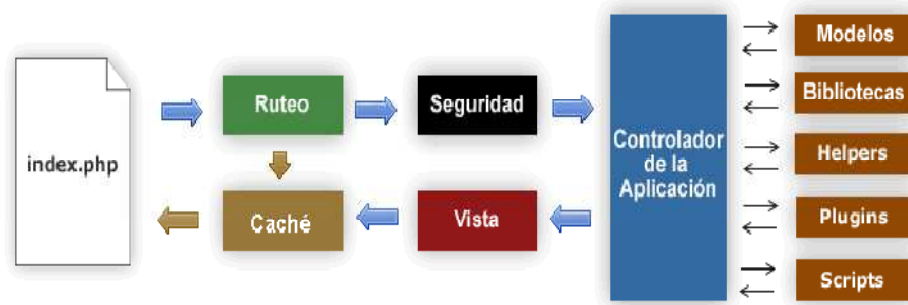 index.php
Ruteo
Seguridad
Caché
Vista
Controlador
de la
Aplicación
Modelos
Bibliotecas
Helpers
Plugins
Scripts